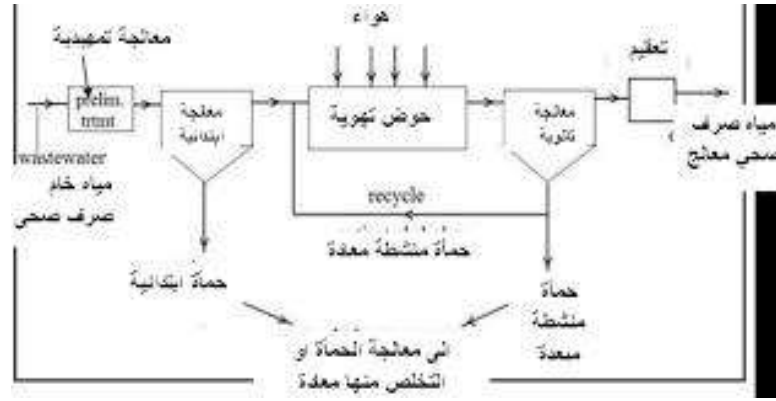 هواء
معالجة تمهيدية
تعقيم
prelim.
trtmt
معالجة
ابتدائية
حوض تهوية
معالجة
ثانوية
wastewater
مياه خام
صرف صحي
مياه صرف
صحي معالج
recycle
حمأة منشطة معادة
حمأة ابتدائية
حمأة
منشطة
مبعدة
الى معالجة الحمأة او
التخلص منها معادة